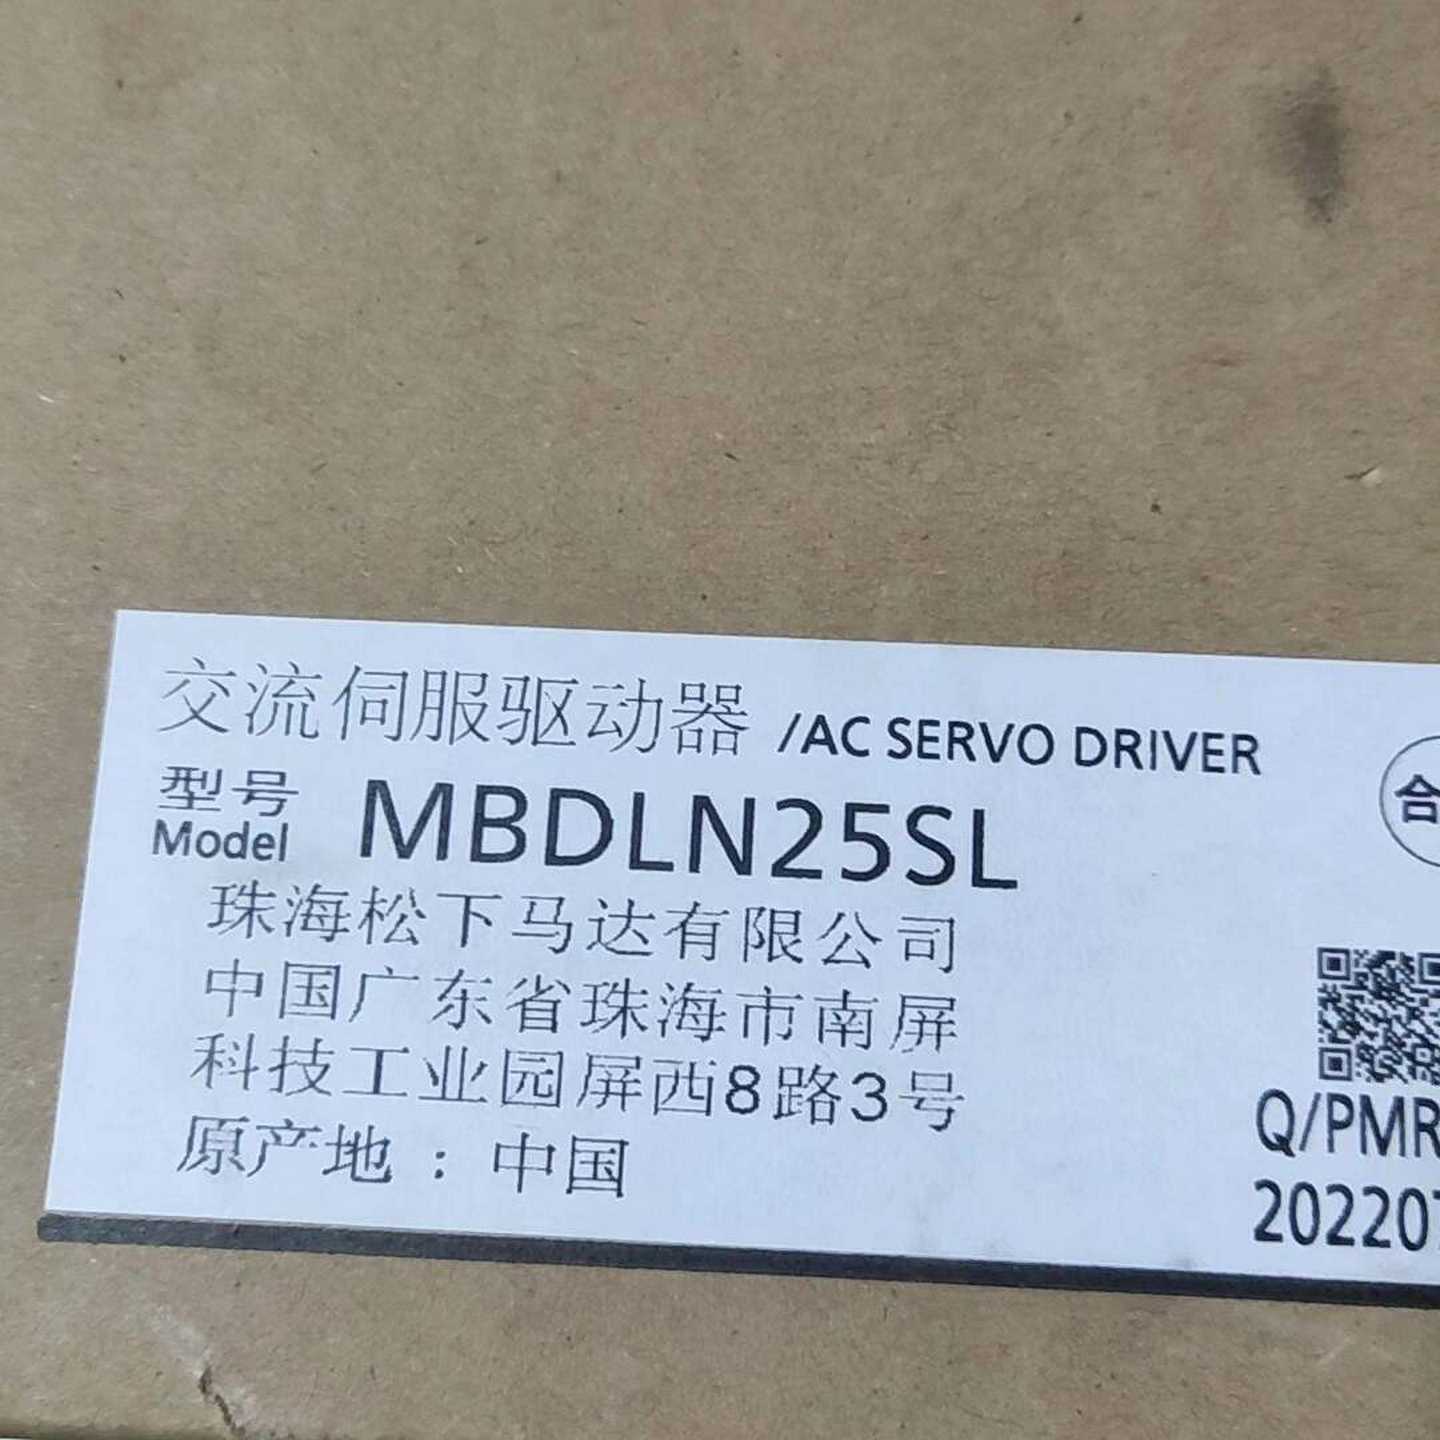 交流伺服驱动器 /AC SERVO DRIVER
型号
Model MBDLN25SL
合
珠海松下马达有限公司
中国广东省珠海市南屏
科技工业园屏西8路3号
原产地：中国
Q/PMR
202207